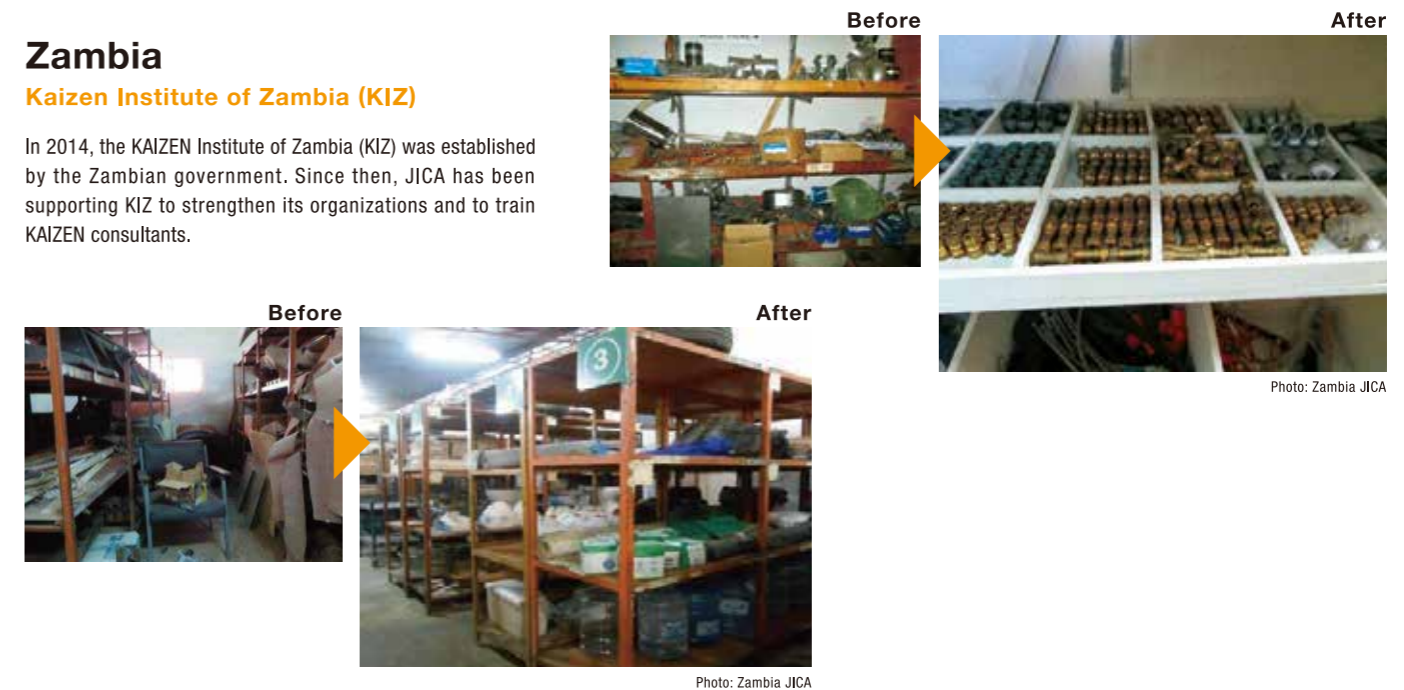 Zambia
Kaizen Institute of Zambia (KIZ)
In 2014, the KAIZEN Institute of Zambia (KIZ) was established
by the Zambian government. Since then, JICA has been
supporting KIZ to strengthen its organizations and to train
KAIZEN consultants.
Before
After
Photo: Zambia JICA
Before
After
3
Photo: Zambia JICA